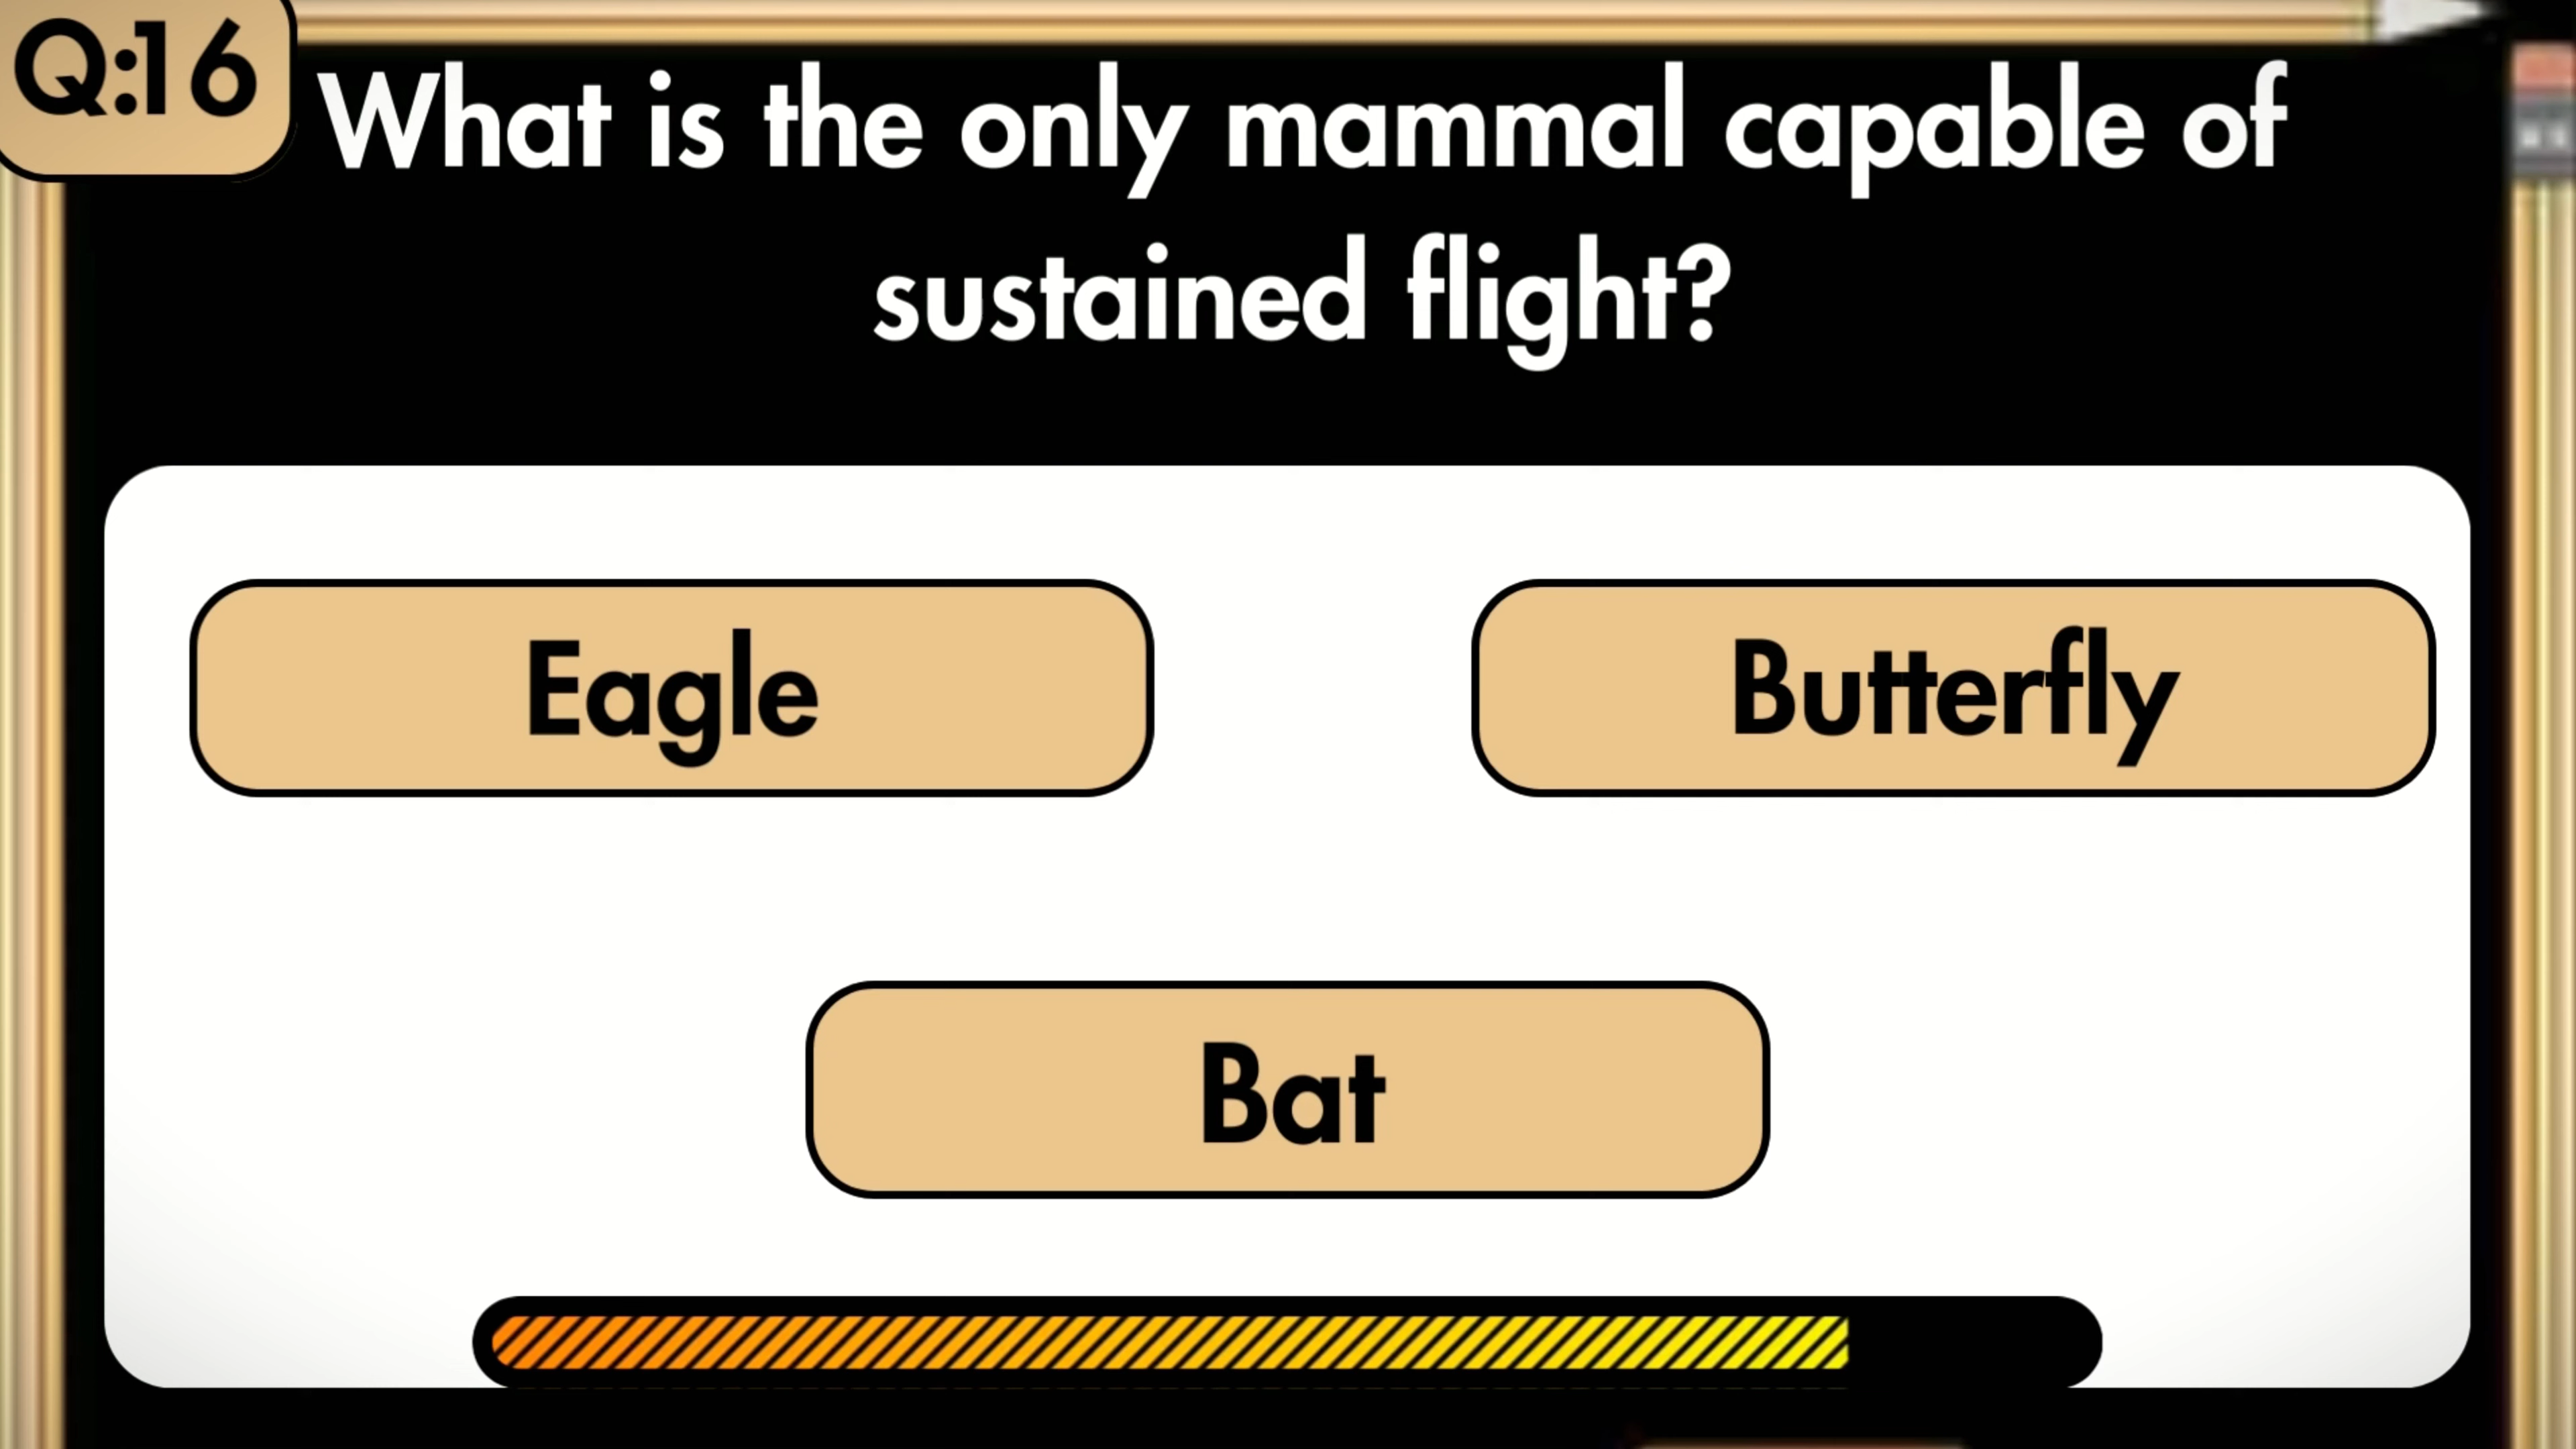 Q:16
What is the only mammal capable of
sustained flight?
Eagle
Butterfly
Bat